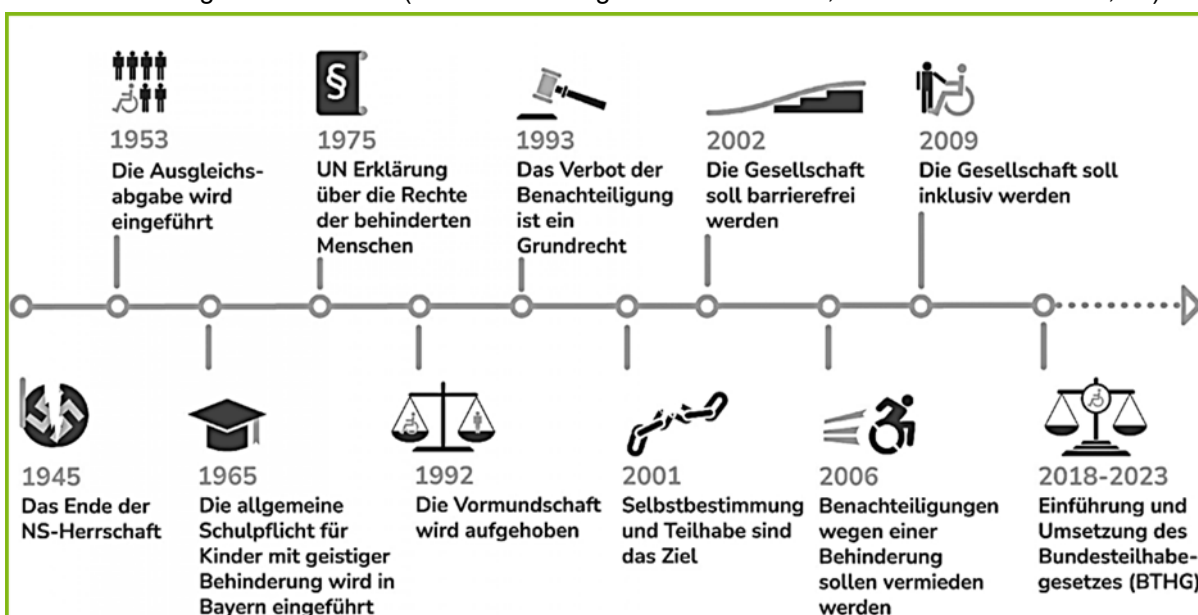 1953
Die Ausgleichs-
abgabe wird
eingeführt
§
1975
UN Erklärung
über die Rechte
der behinderten
Menschen
1993
Das Verbot der
Benachteiligung
ist ein
Grundrecht
2002
Die Gesellschaft
soll barrierefrei
werden
2009
Die Gesellschaft soll
inklusiv werden
1945
Das Ende der
NS-Herrschaft
1965
Die allgemeine
Schulpflicht für
Kinder mit geistiger
Behinderung wird in
Bayern eingeführt
1992
Die Vormundschaft
wird aufgehoben
2001
Selbstbestimmung
und Teilhabe sind
das Ziel
2006
Benachteiligungen
wegen einer
Behinderung
sollen vermieden
werden
2018-2023
Einführung und
Umsetzung des
Bundesteilhabe-
gesetzes (BTHG)